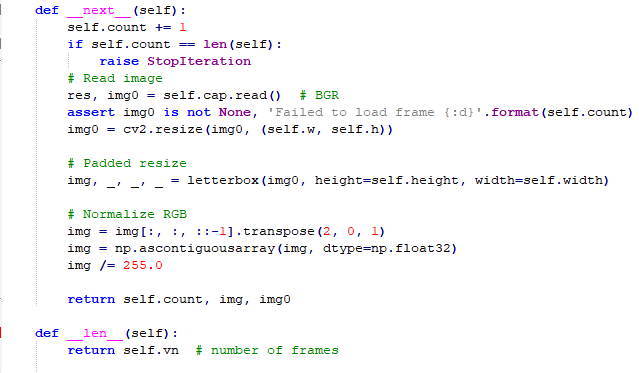 def __next__(self):
    self.count += 1
    if self.count == len(self):
        raise StopIteration
    # Read image
    res, img0 = self.cap.read()  # BGR
    assert img0 is not None, 'Failed to load frame {:d}'.format(self.count)
    img0 = cv2.resize(img0, (self.w, self.h))
    # Padded resize
    img, _, _, _ = letterbox(img0, height=self.height, width=self.width)
    # Normalize RGB
    img = img[:, :, ::-1].transpose(2, 0, 1)
    img = np.ascontiguousarray(img, dtype=np.float32)
    img /= 255.0
    return self.count, img, img0
def __len__(self):
    return self.vn  # number of frames